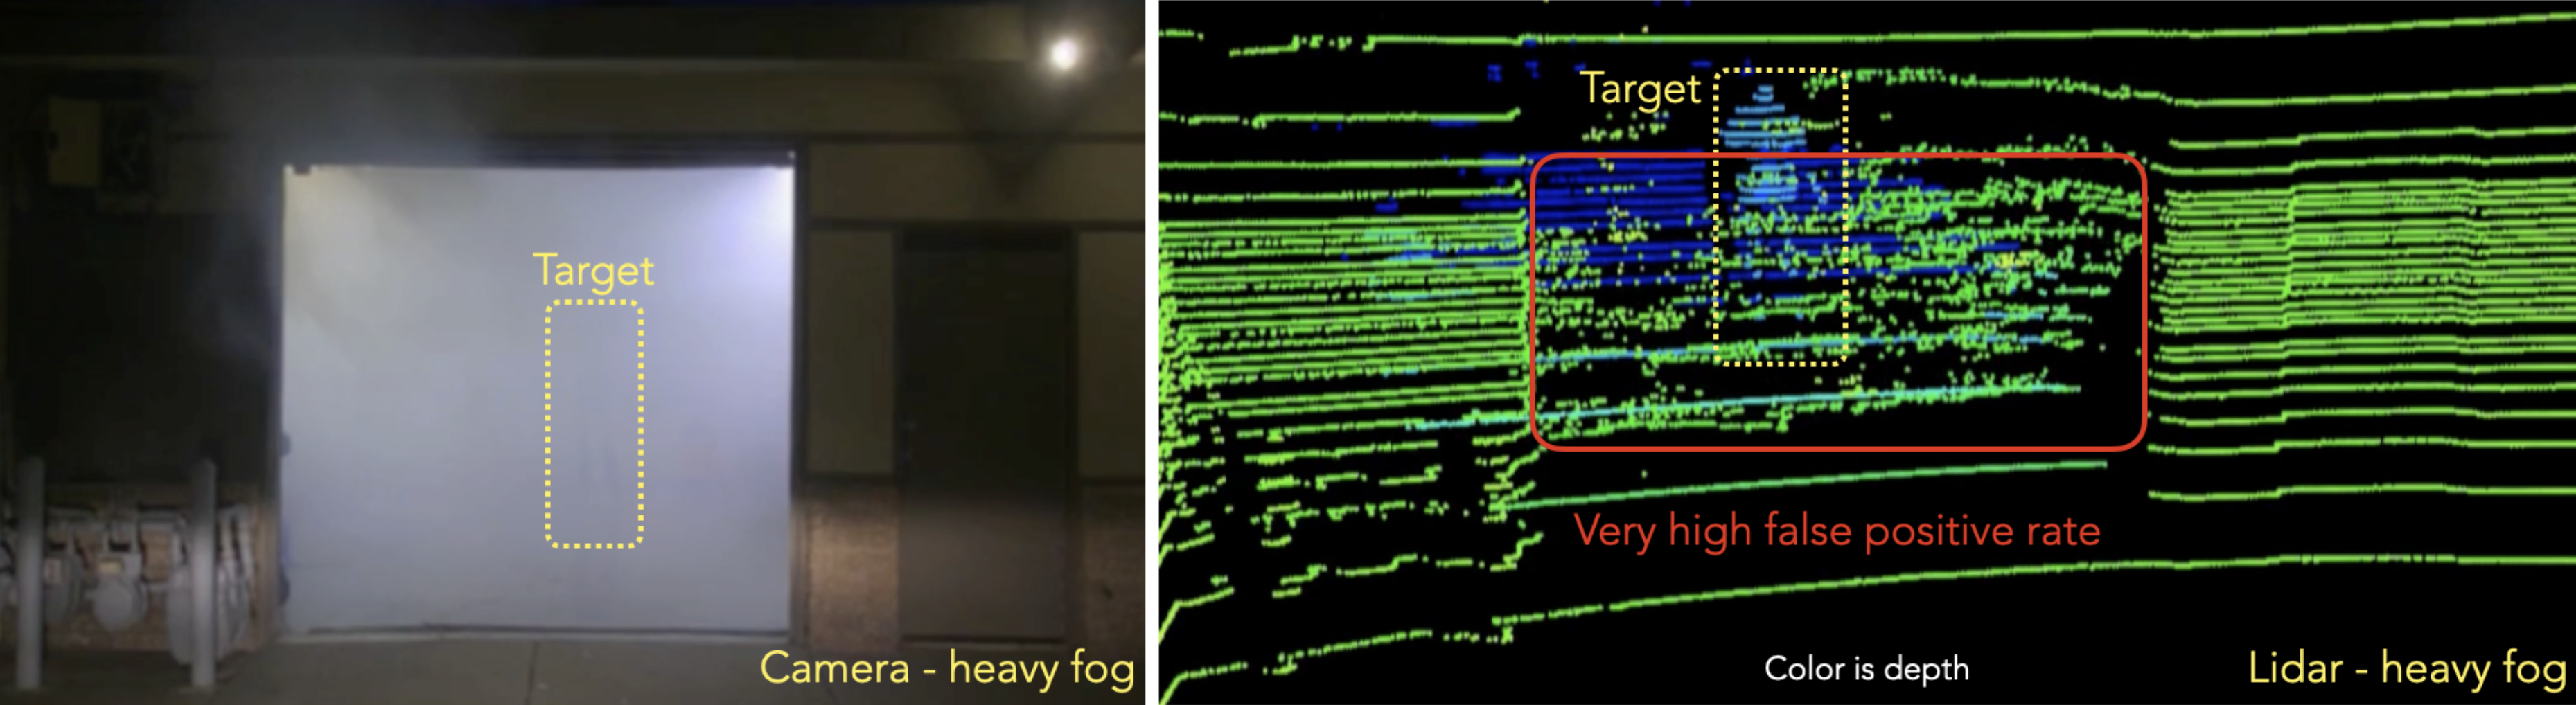 Target
Camera - heavy fog
Target
Very high false positive rate
Color is depth
Lidar - heavy fog